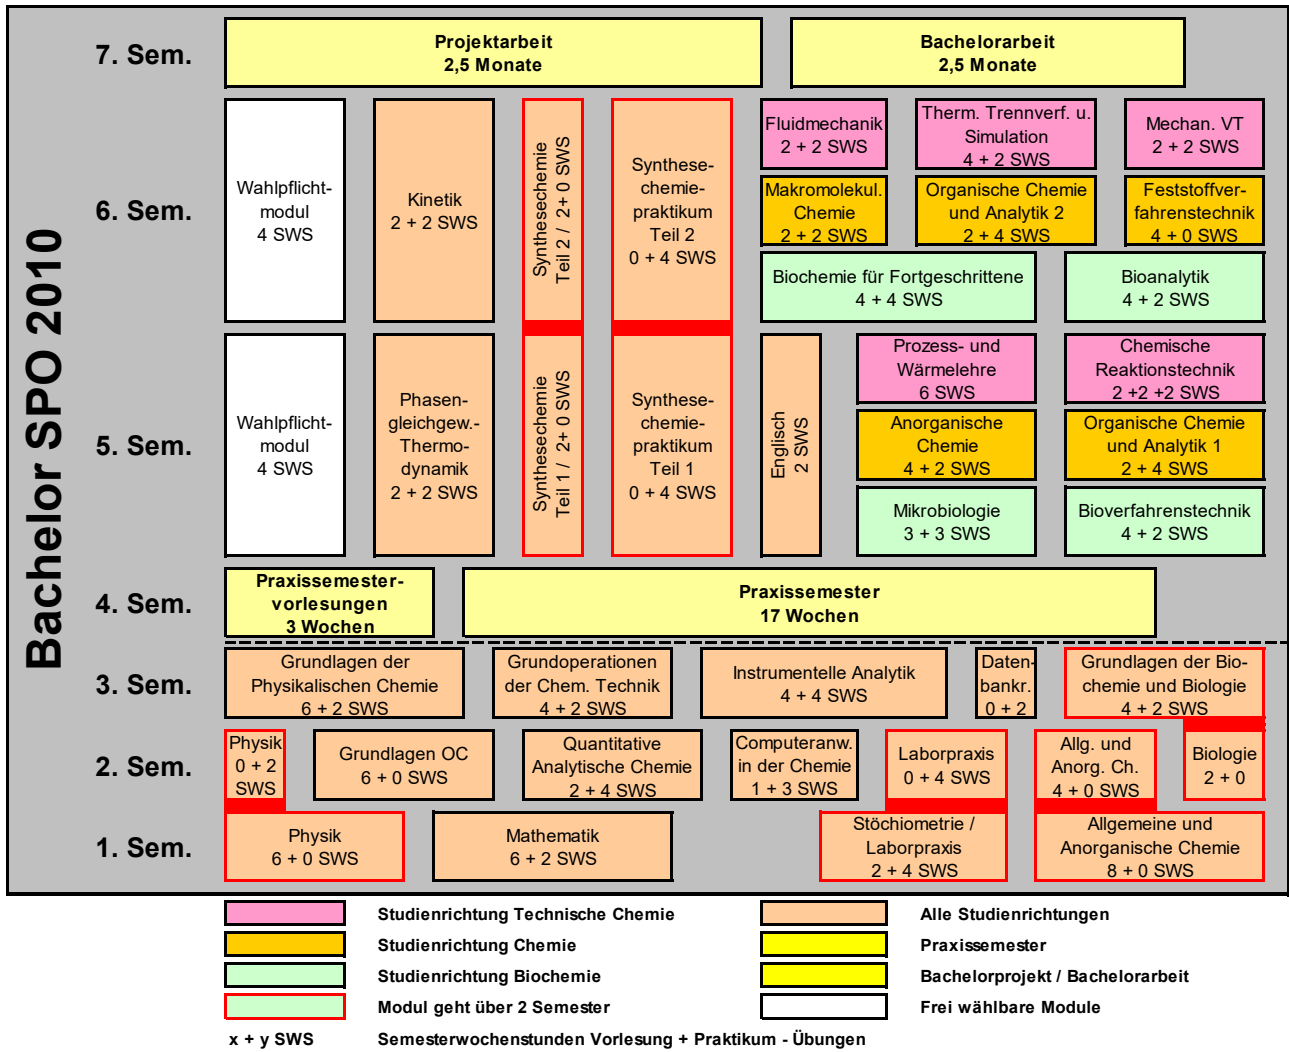 Bachelor SPO 2010
7. Sem.
Projektarbeit
2,5 Monate
Bachelorarbeit
2,5 Monate
6. Sem.
Wahlpflicht-
modul
4 SWS
Kinetik
2 + 2 SWS
Synthesechemie
Teil 2 / 2+ 0 SWS
Synthese-
chemie-
praktikum
Teil 2
0 + 4 SWS
Fluidmechanik
2 + 2 SWS
Therm. Trennverf. u.
Simulation
4 + 2 SWS
Mechan. VT
2 + 2 SWS
Makromolekul.
Chemie
2 + 2 SWS
Organische Chemie
und Analytik 2
2 + 4 SWS
Feststoffver-
fahrenstechnik
4 + 0 SWS
Biochemie für Fortgeschrittene
4 + 4 SWS
Bioanalytik
4 + 2 SWS
5. Sem.
Wahlpflicht-
modul
4 SWS
Phasen-
gleichgew.-
Thermo-
dynamik
2 + 2 SWS
Synthesechemie
Teil 1 / 2+ 0 SWS
Synthese-
chemie-
praktikum
Teil 1
0 + 4 SWS
Englisch
2 SWS
Prozess- und
Wärmelehre
6 SWS
Chemische
Reaktionstechnik
2 +2 +2 SWS
Anorganische
Chemie
4 + 2 SWS
Organische Chemie
und Analytik 1
2 + 4 SWS
Mikrobiologie
3 + 3 SWS
Bioverfahrenstechnik
4 + 2 SWS
4. Sem.
Praxissemester-
vorlesungen
3 Wochen
Praxissemester
17 Wochen
3. Sem.
Grundlagen der
Physikalischen Chemie
6 + 2 SWS
Grundoperationen
der Chem. Technik
4 + 2 SWS
Instrumentelle Analytik
4 + 4 SWS
Daten-
bankr.
0 + 2
Grundlagen der Bio-
chemie und Biologie
4 + 2 SWS
2. Sem.
Physik
0 + 2
SWS
Grundlagen OC
6 + 0 SWS
Quantitative
Analytische Chemie
2 + 4 SWS
Computeranw.
in der Chemie
1 + 3 SWS
Laborpraxis
0 + 4 SWS
Allg. und
Anorg. Ch.
4 + 0 SWS
Biologie
2 + 0
1. Sem.
Physik
6 + 0 SWS
Mathematik
6 + 2 SWS
Stöchiometrie /
Laborpraxis
2 + 4 SWS
Allgemeine und
Anorganische Chemie
8 + 0 SWS
Studienrichtung Technische Chemie
Alle Studienrichtungen
Studienrichtung Chemie
Praxissemester
Studienrichtung Biochemie
Bachelorprojekt / Bachelorarbeit
Modul geht über 2 Semester
Frei wählbare Module
x + y SWS
Semesterwochenstunden Vorlesung + Praktikum - Übungen